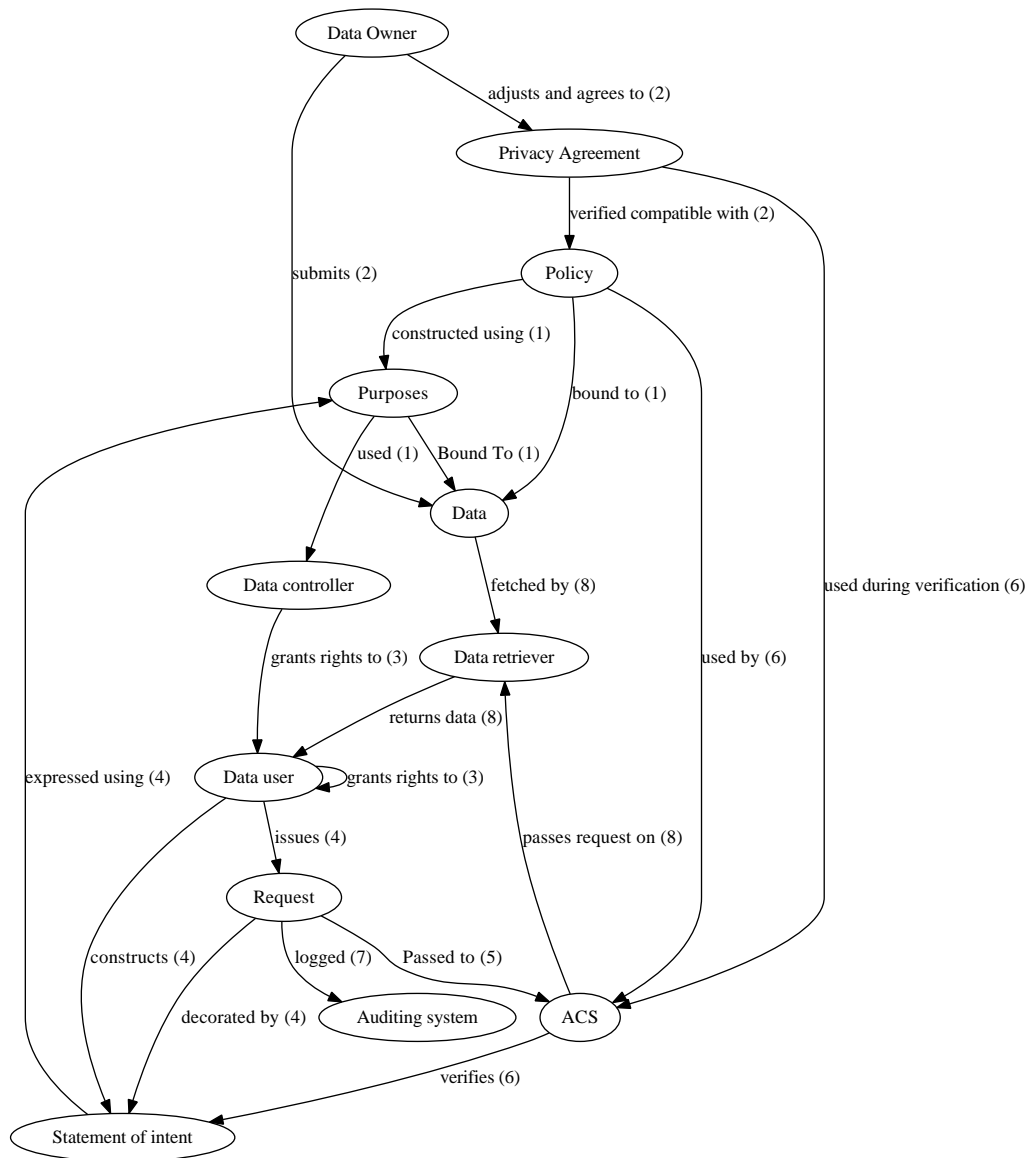 Data Owner
adjusts and agrees to (2)
Privacy Agreement
verified compatible with (2)
submits (2)
Policy
constructed using (1)
Purposes
bound to (1)
used (1)
Bound To (1)
Data
Data controller
fetched by (8)
used during verification (6)
grants rights to (3)
Data retriever
used by (6)
returns data (8)
expressed using (4)
Data user
grants rights to (3)
issues (4)
passes request on (8)
Request
constructs (4)
logged (7)
Passed to (5)
decorated by (4)
Auditing system
ACS
verifies (6)
Statement of intent